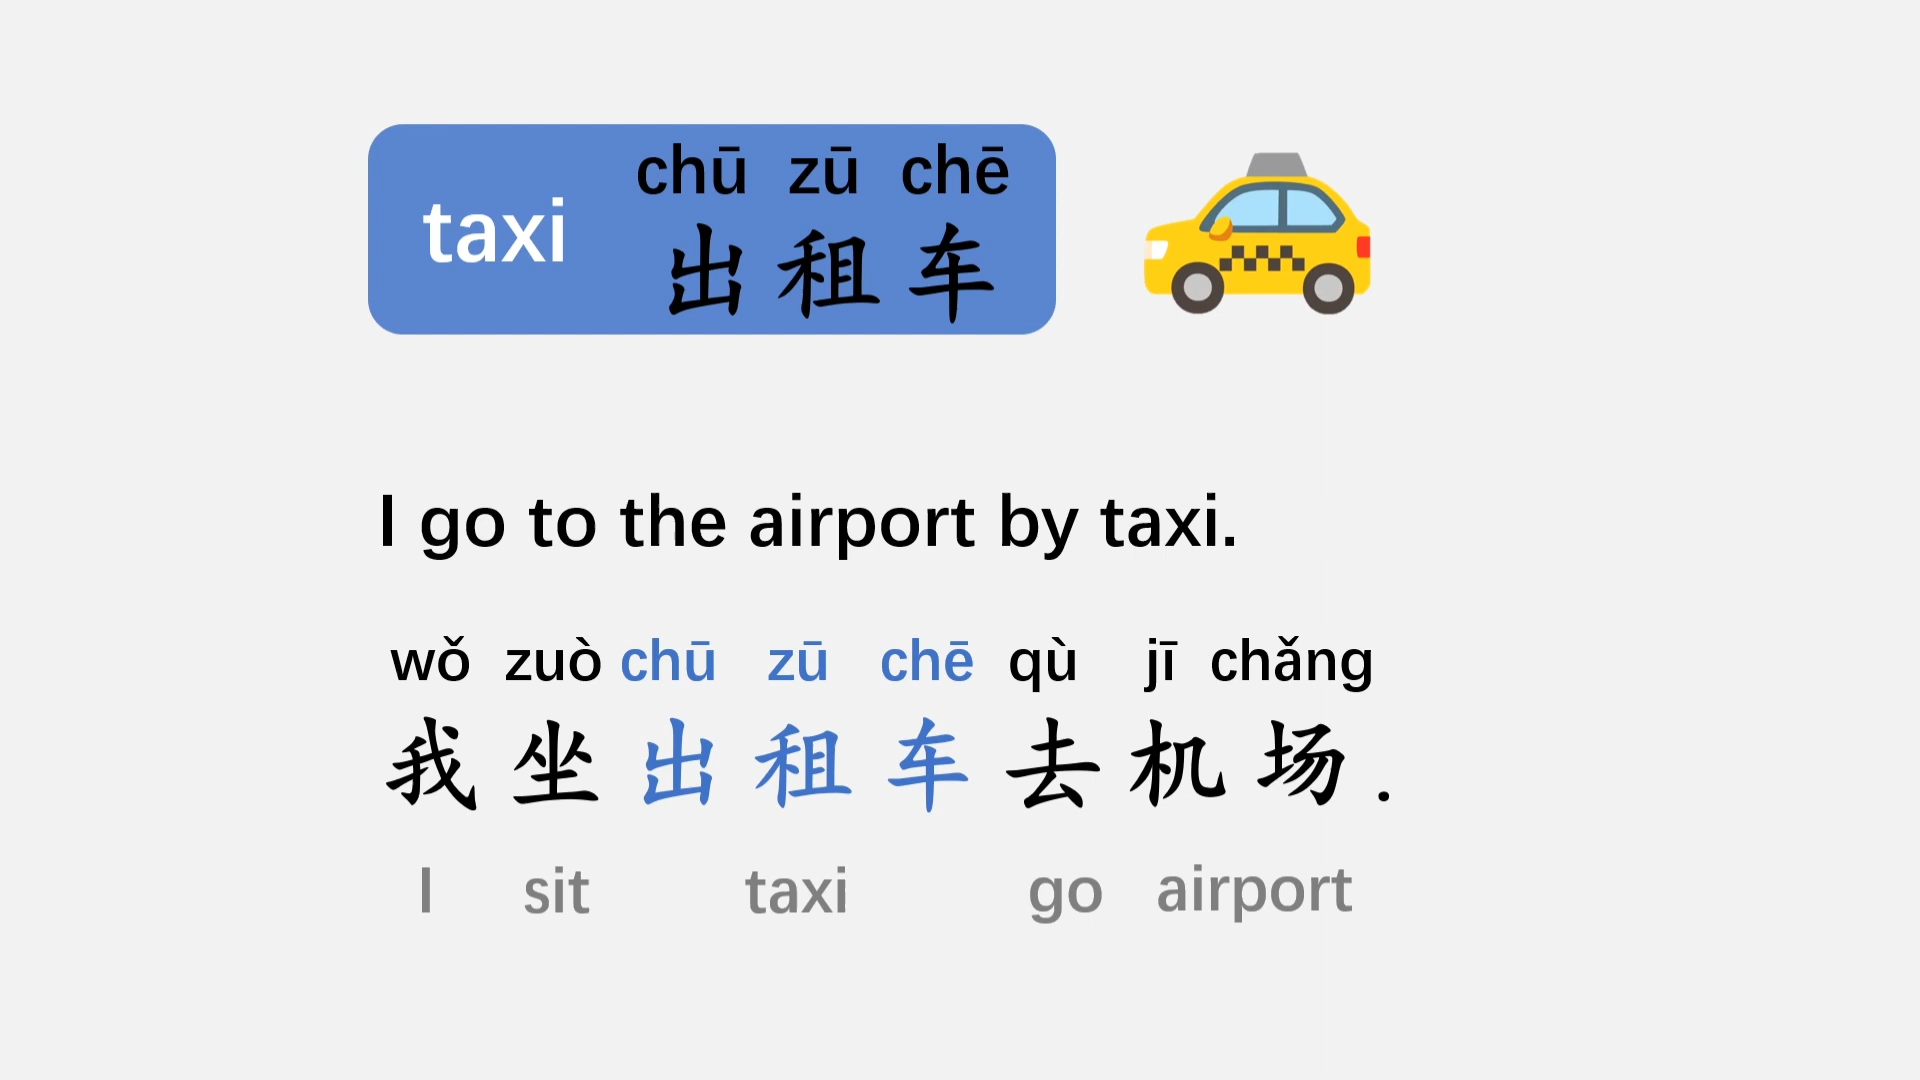 chū zū chē
taxi
出租车
I go to the airport by taxi.
wǒ zuò chū zū chē qù jī chǎng
我坐出租车去机场.
I sit taxi go airport